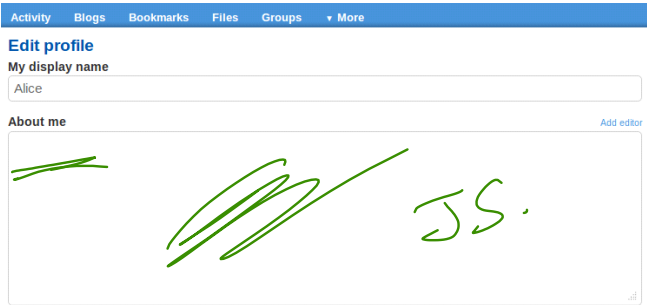 Activity Blogs Bookmarks Files Groups ▼ More
Edit profile
My display name
Alice
About me Add editor
JS.